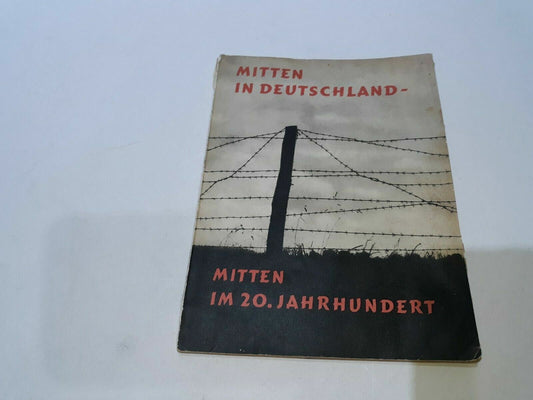 MITTEN
IN DEUTSCHLAND-
MITTEN
IM 20. JAHRHUNDERT